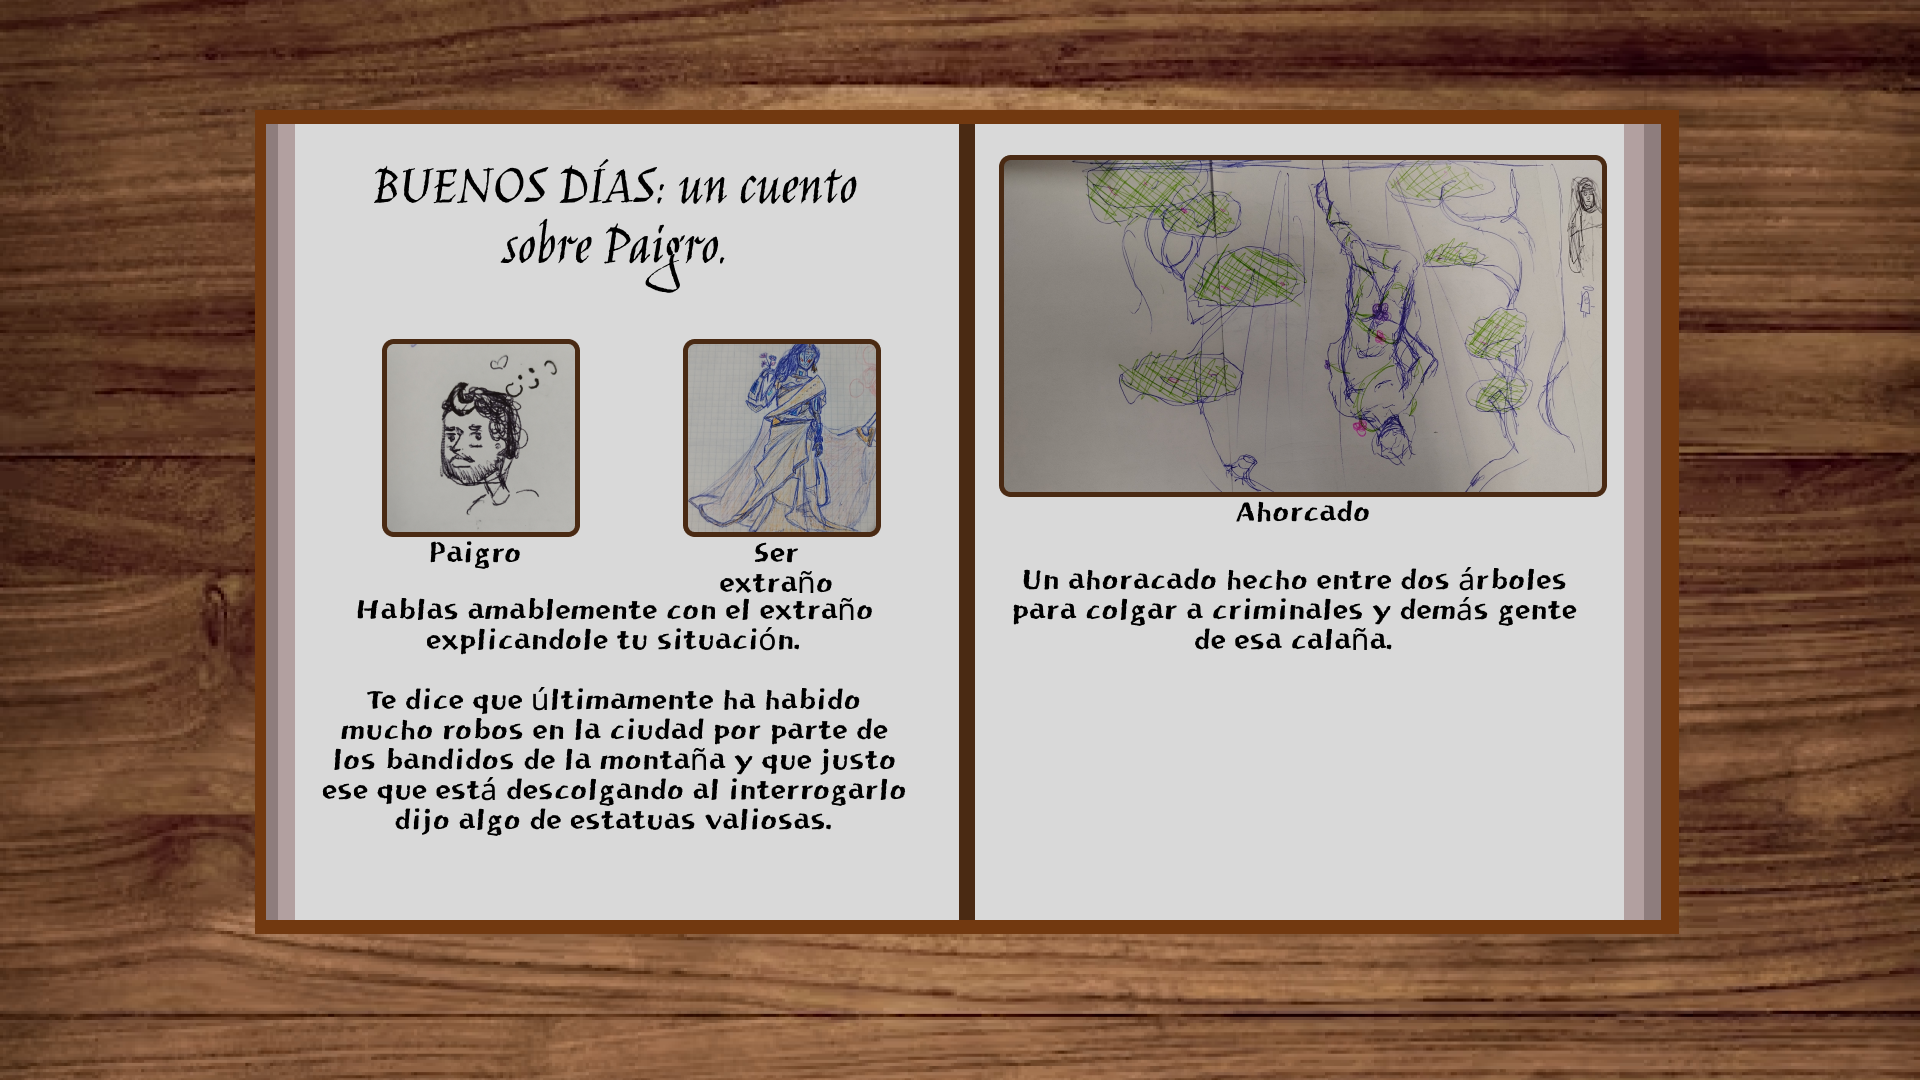 BUENOS DÍAS: un cuento
sobre Paigro.
Paigro
Ser
extraño
Hablas amablemente con el extraño
explicandole tu situación.
Te dice que últimamente ha habido
mucho robos en la ciudad por parte de
los bandidos de la montaña y que justo
ese que está descolgando al interrogarlo
dijo algo de estatuas valiosas.
Ahorcado
Un ahoracado hecho entre dos árboles
para colgar a criminales y demás gente
de esa calaña.